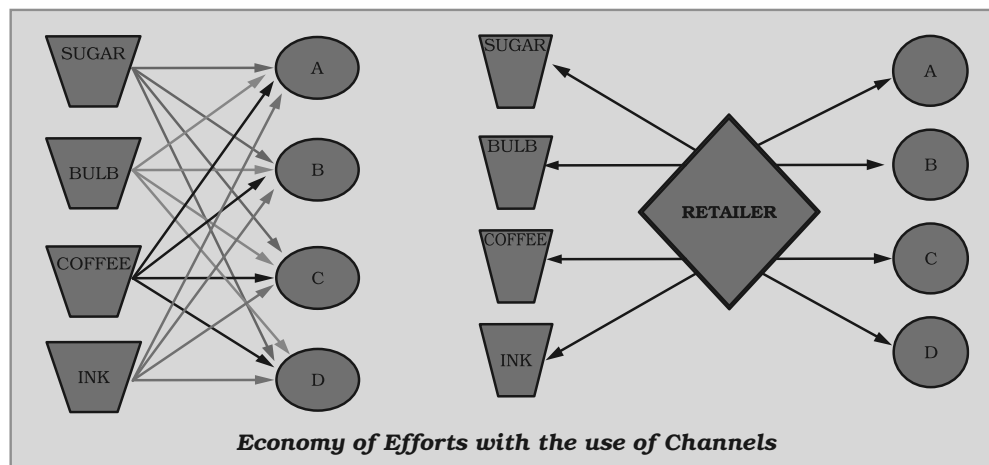 SUGAR
A
BULB
B
COFFEE
C
INK
D
SUGAR
A
BULB
B
RETAILER
COFFEE
C
INK
D
Economy of Efforts with the use of Channels